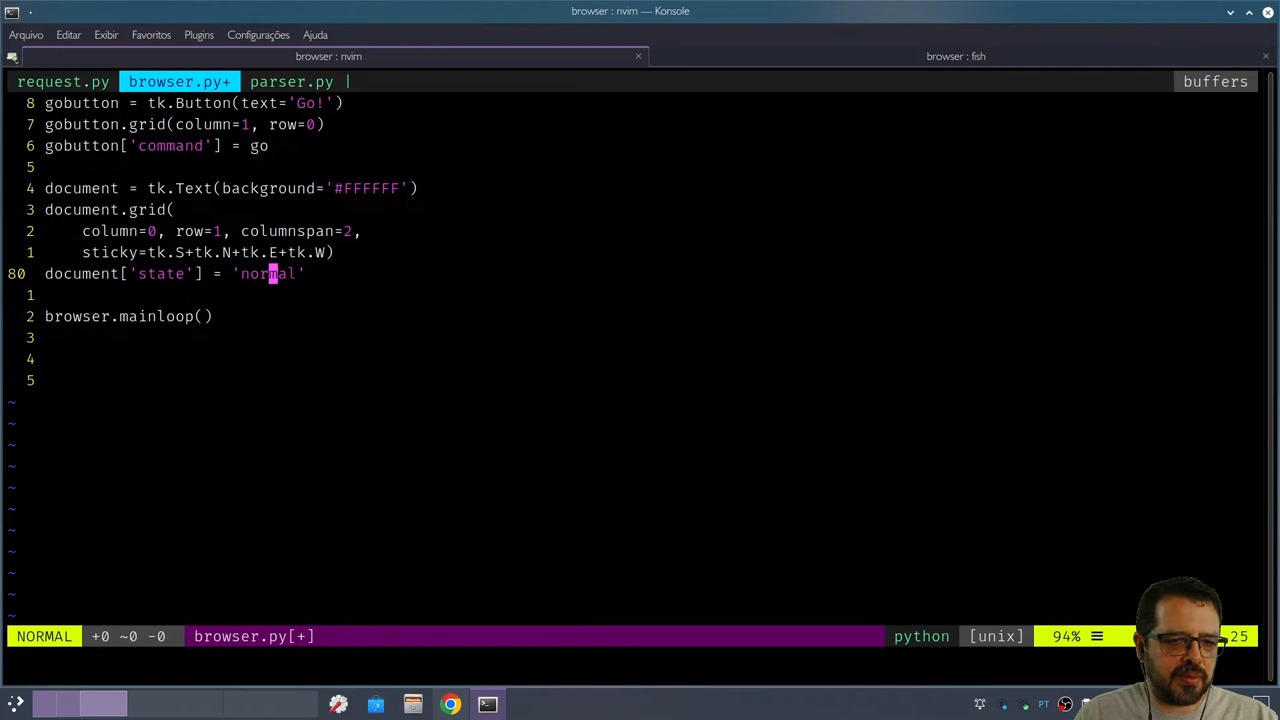 browser : nvim — Konsole
Arquivo Editar Exibir Favoritos Plugins Configurações Ajuda
browser : nvim
browser : fish
request.py browser.py+ parser.py | buffers
8 gobutton = tk.Button(text='Go!')
7 gobutton.grid(column=1, row=0)
6 gobutton['command'] = go
5
4 document = tk.Text(background='#FFFFFF')
3 document.grid(
2 column=0, row=1, columnspan=2,
1 sticky=tk.S+tk.N+tk.E+tk.W)
80 document['state'] = 'normal'
1
2 browser.mainloop()
3
4
5
~
~
~
~
~
~
~
~
~
~
~
NORMAL +0 ~0 -0 browser.py[+] python [unix] 94% ☰ 25
PT